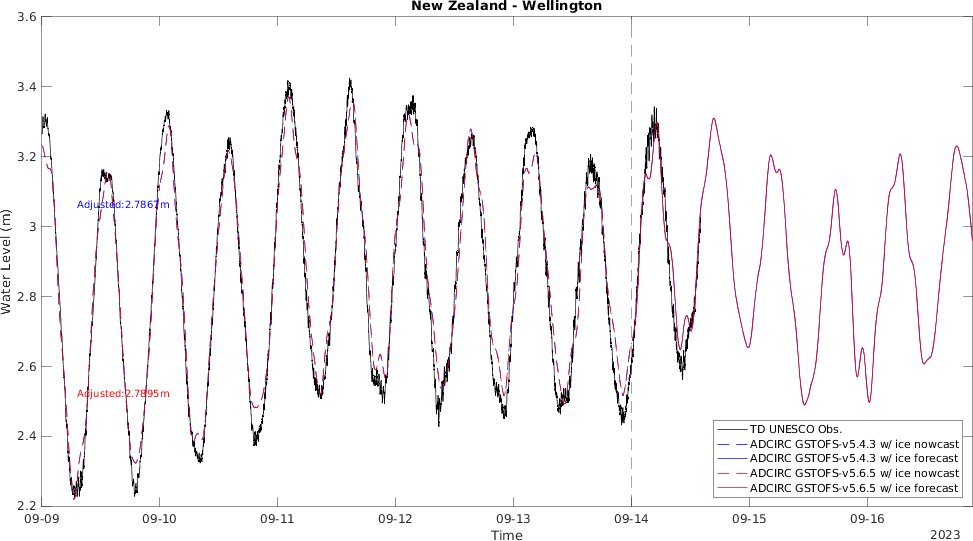 New Zealand - Wellington
3.6
3.4
3.2
3
2.8
2.6
2.4
2.2
Water Level (m)
Adjusted:2.7867m
Adjusted:2.7895m
TD UNESCO Obs.
ADCIRC GSTOFS-v5.4.3 w/ ice nowcast
ADCIRC GSTOFS-v5.4.3 w/ ice forecast
ADCIRC GSTOFS-v5.6.5 w/ ice nowcast
ADCIRC GSTOFS-v5.6.5 w/ ice forecast
09-09 09-10 09-11 09-12 09-13 09-14 09-15 09-16
Time
2023